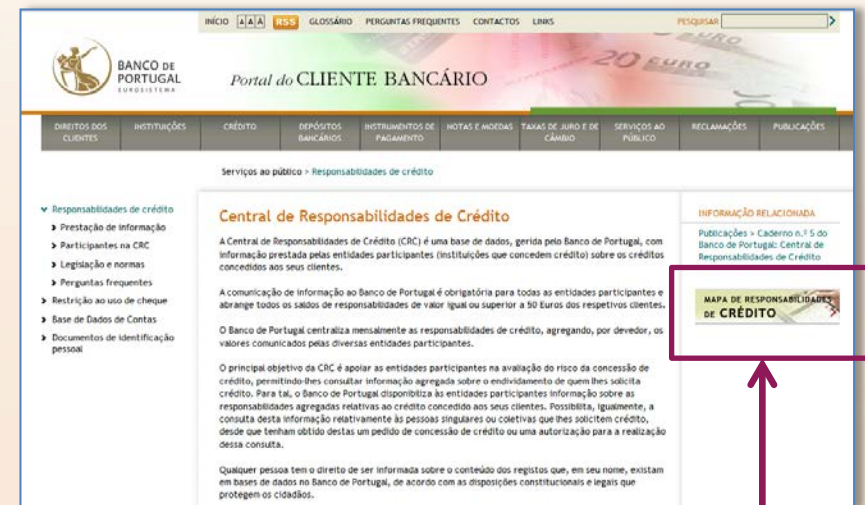 INÍCIO A A A RSS GLOSSÁRIO PERGUNTAS FREQUENTES CONTACTOS LINKS PESQUISAR
BANCO DE
PORTUGAL
EUROSISTEMA
Portal do CLIENTE BANCÁRIO
20 EURO
EURO
DIREITOS DOS CLIENTES INSTITUIÇÕES CRÉDITO DEPÓSITOS BANCÁRIOS INSTRUMENTOS DE PAGAMENTO NOTAS E MOEDAS TAXAS DE JURO E DE CÂMBIO SERVIÇOS AO PÚBLICO RECLAMAÇÕES PUBLICAÇÕES
Serviços ao público > Responsabilidades de crédito
Responsabilidades de crédito
Prestação de informação
Participantes na CRC
Legislação e normas
Perguntas frequentes
Restrição ao uso de cheque
Base de Dados de Contas
Documentos de identificação
pessoal
Central de Responsabilidades de Crédito
A Central de Responsabilidades de Crédito (CRC) é uma base de dados, gerida pelo Banco de Portugal, com
informação prestada pelas entidades participantes (instituições que concedem crédito) sobre os créditos
concedidos aos seus clientes.
A comunicação de informação ao Banco de Portugal é obrigatória para todas as entidades participantes e
abrange todos os saldos de responsabilidades de valor igual ou superior a 50 Euros dos respetivos clientes.
O Banco de Portugal centraliza mensalmente as responsabilidades de crédito, agregando, por devedor, os
valores comunicados pelas diversas entidades participantes.
O principal objetivo da CRC é apoiar as entidades participantes na avaliação do risco da concessão de
crédito, permitindo-lhes consultar informação agregada sobre o endividamento de quem lhes solicita
crédito. Para tal, o Banco de Portugal disponibiliza às entidades participantes informação sobre as
responsabilidades agregadas relativas ao crédito concedido aos seus clientes. Possibilita, igualmente, a
consulta desta informação relativamente às pessoas singulares ou coletivas que lhes solicitem crédito,
desde que tenham obtido destas um pedido de concessão de crédito ou uma autorização para a realização
dessa consulta.
Qualquer pessoa tem o direito de ser informada sobre o conteúdo dos registos que, em seu nome, existam
em bases de dados no Banco de Portugal, de acordo com as disposições constitucionais e legais que
protegem os cidadãos.
INFORMAÇÃO RELACIONADA
Publicações > Caderno n.º 5 do
Banco de Portugal: Central de
Responsabilidades de Crédito
MAPA DE RESPONSABILIDADES
DE CRÉDITO